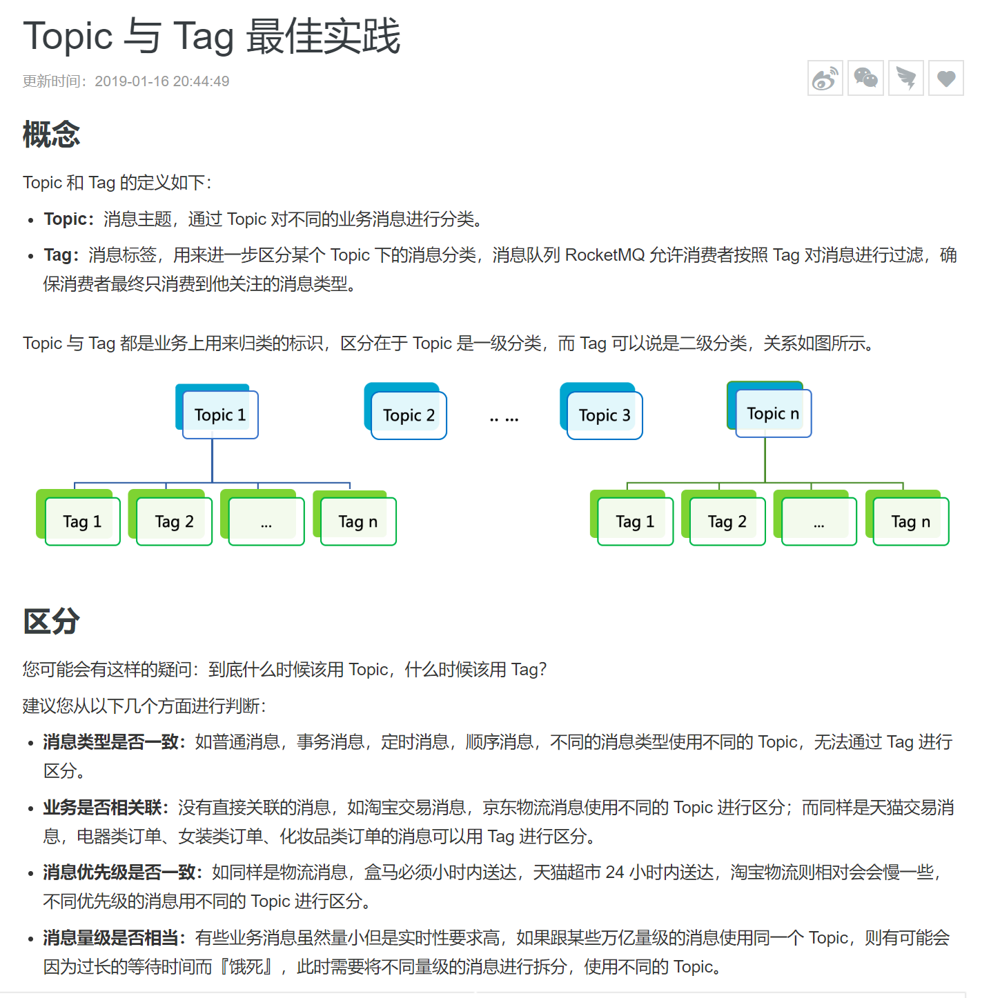 Topic 与 Tag 最佳实践
更新时间：2019-01-16 20:44:49
概念
Topic 和 Tag 的定义如下：
Topic：消息主题，通过 Topic 对不同的业务消息进行分类。
Tag：消息标签，用来进一步区分某个 Topic 下的消息分类，消息队列 RocketMQ 允许消费者按照 Tag 对消息进行过滤，确
保消费者最终只消费到他关注的消息类型。
Topic 与 Tag 都是业务上用来归类的标识，区分在于 Topic 是一级分类，而 Tag 可以说是二级分类，关系如图所示。
Topic 1
Topic 2
.. ...
Topic 3
Topic n
Tag 1
Tag 2
...
Tag n
Tag 1
Tag 2
...
Tag n
区分
您可能会有这样的疑问：到底什么时候该用 Topic，什么时候该用 Tag？
建议您从以下几个方面进行判断：
消息类型是否一致：如普通消息，事务消息，定时消息，顺序消息，不同的消息类型使用不同的 Topic，无法通过 Tag 进行
区分。
业务是否相关联：没有直接关联的消息，如淘宝交易消息，京东物流消息使用不同的 Topic 进行区分；而同样是天猫交易消
息，电器类订单、女装类订单、化妆品类订单的消息可以用 Tag 进行区分。
消息优先级是否一致：如同样是物流消息，盒马必须小时内送达，天猫超市 24 小时内送达，淘宝物流则相对会会慢一些，
不同优先级的消息用不同的 Topic 进行区分。
消息量级是否相当：有些业务消息虽然量小但是实时性要求高，如果跟某些万亿量级的消息使用同一个 Topic，则有可能会
因为过长的等待时间而『饿死』，此时需要将不同量级的消息进行拆分，使用不同的 Topic。